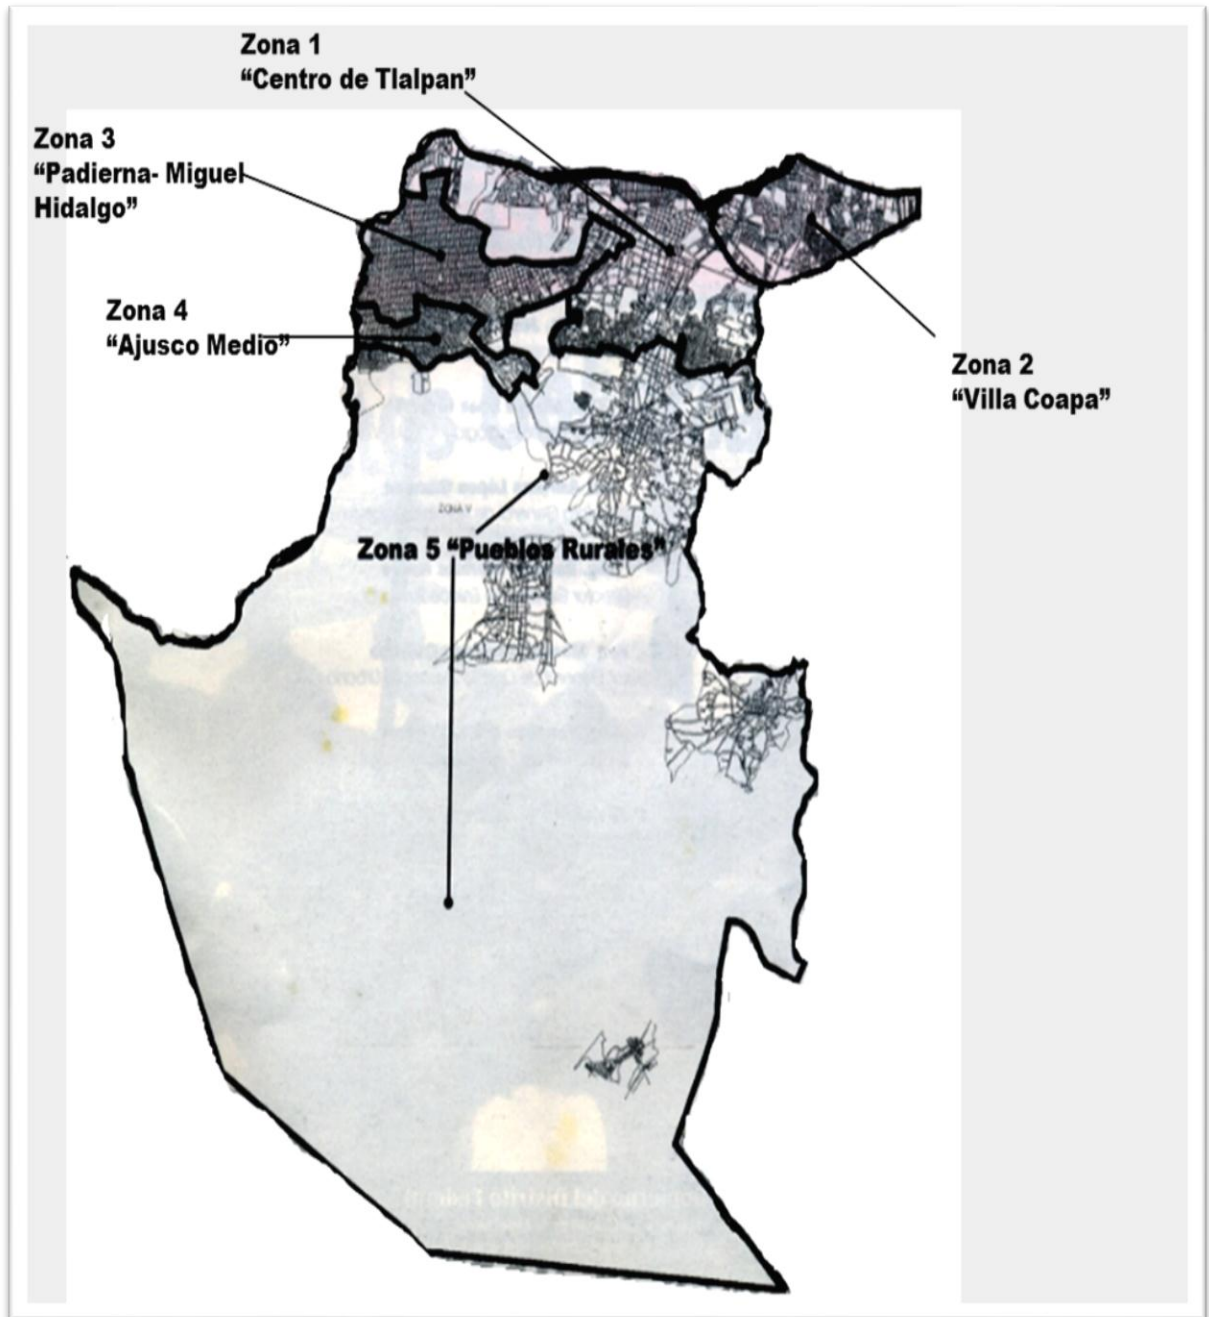 Zona 1
“Centro de Tlalpan”
Zona 3
“Padierna- Miguel
Hidalgo”
Zona 4
“Ajusco Medio”
Zona 2
“Villa Coapa”
ZONA V
Zona 5 “Pueblos Rurales”